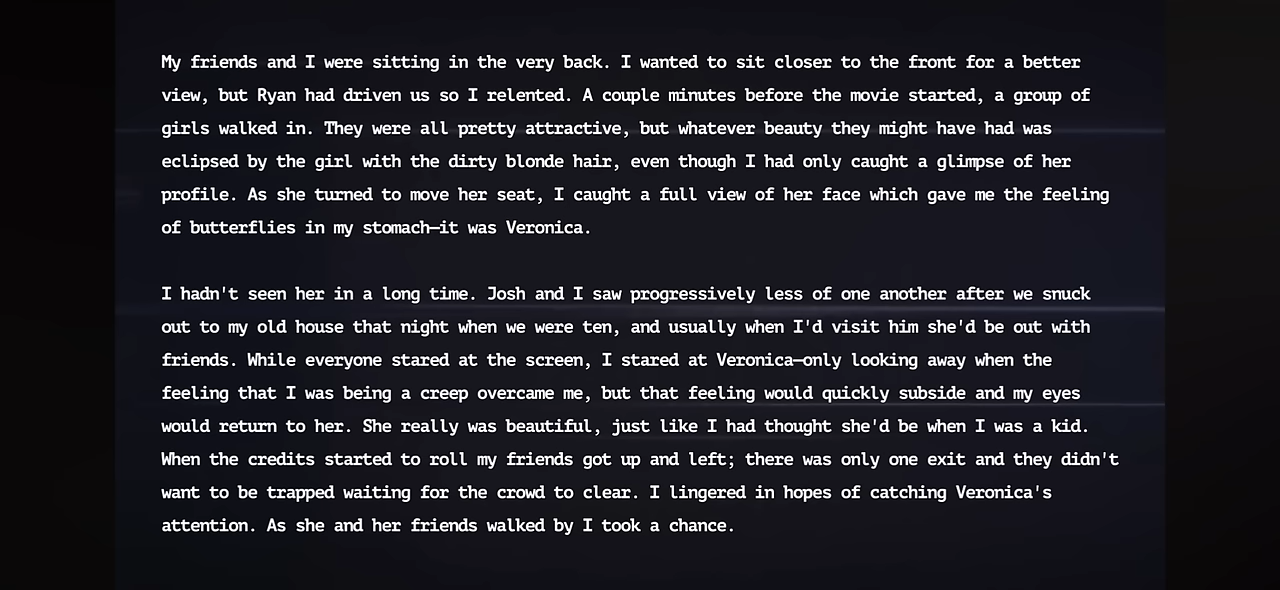 My friends and I were sitting in the very back. I wanted to sit closer to the front for a better
view, but Ryan had driven us so I relented. A couple minutes before the movie started, a group of
girls walked in. They were all pretty attractive, but whatever beauty they might have had was
eclipsed by the girl with the dirty blonde hair, even though I had only caught a glimpse of her
profile. As she turned to move her seat, I caught a full view of her face which gave me the feeling
of butterflies in my stomach—it was Veronica.
I hadn't seen her in a long time. Josh and I saw progressively less of one another after we snuck
out to my old house that night when we were ten, and usually when I'd visit him she'd be out with
friends. While everyone stared at the screen, I stared at Veronica—only looking away when the
feeling that I was being a creep overcame me, but that feeling would quickly subside and my eyes
would return to her. She really was beautiful, just like I had thought she'd be when I was a kid.
When the credits started to roll my friends got up and left; there was only one exit and they didn't
want to be trapped waiting for the crowd to clear. I lingered in hopes of catching Veronica's
attention. As she and her friends walked by I took a chance.